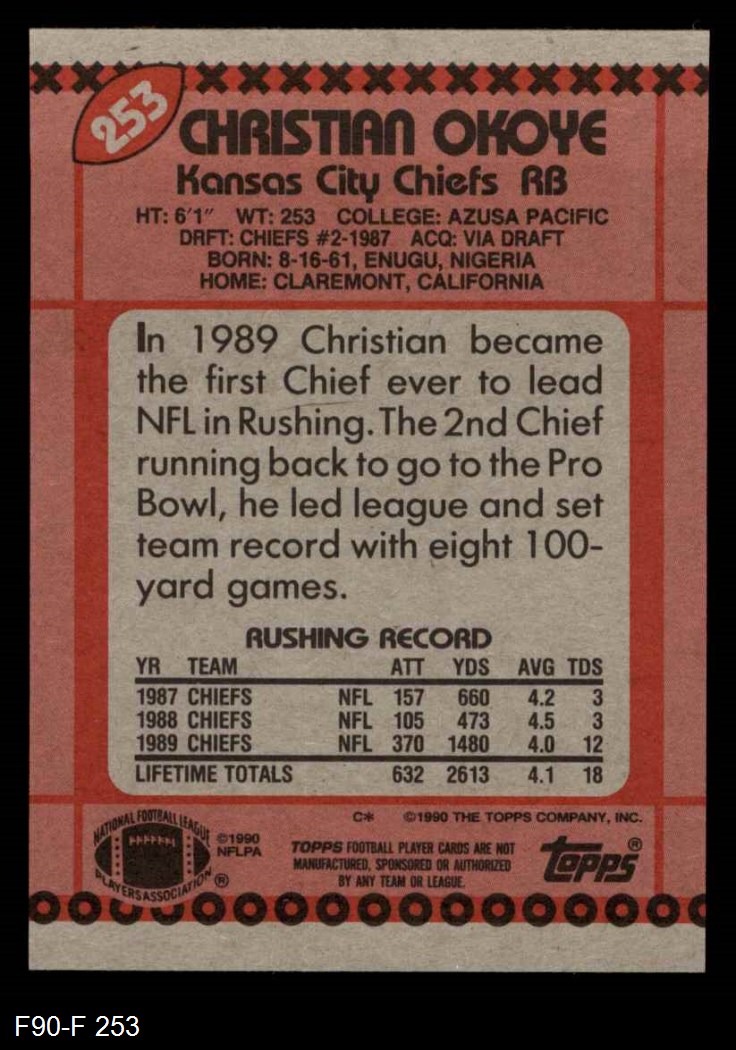 253
CHRISTIAN OKOYE
Kansas City Chiefs RB
HT: 6'1" WT: 253 COLLEGE: AZUSA PACIFIC
DRFT: CHIEFS #2-1987 ACQ: VIA DRAFT
BORN: 8-16-61, ENUGU, NIGERIA
HOME: CLAREMONT, CALIFORNIA
In 1989 Christian became
the first Chief ever to lead
NFL in Rushing. The 2nd Chief
running back to go to the Pro
Bowl, he led league and set
team record with eight 100-
yard games.
RUSHING RECORD
YR TEAM ATT YDS AVG TDS
1987 CHIEFS NFL 157 660 4.2 3
1988 CHIEFS NFL 105 473 4.5 3
1989 CHIEFS NFL 370 1480 4.0 12
LIFETIME TOTALS 632 2613 4.1 18
C* ©1990 THE TOPPS COMPANY, INC.
NATIONAL FOOTBALL LEAGUE
PLAYERS ASSOCIATION ®
©1990
NFLPA
TOPPS FOOTBALL PLAYER CARDS ARE NOT
MANUFACTURED, SPONSORED OR AUTHORIZED
BY ANY TEAM OR LEAGUE.
topps®
F90-F 253